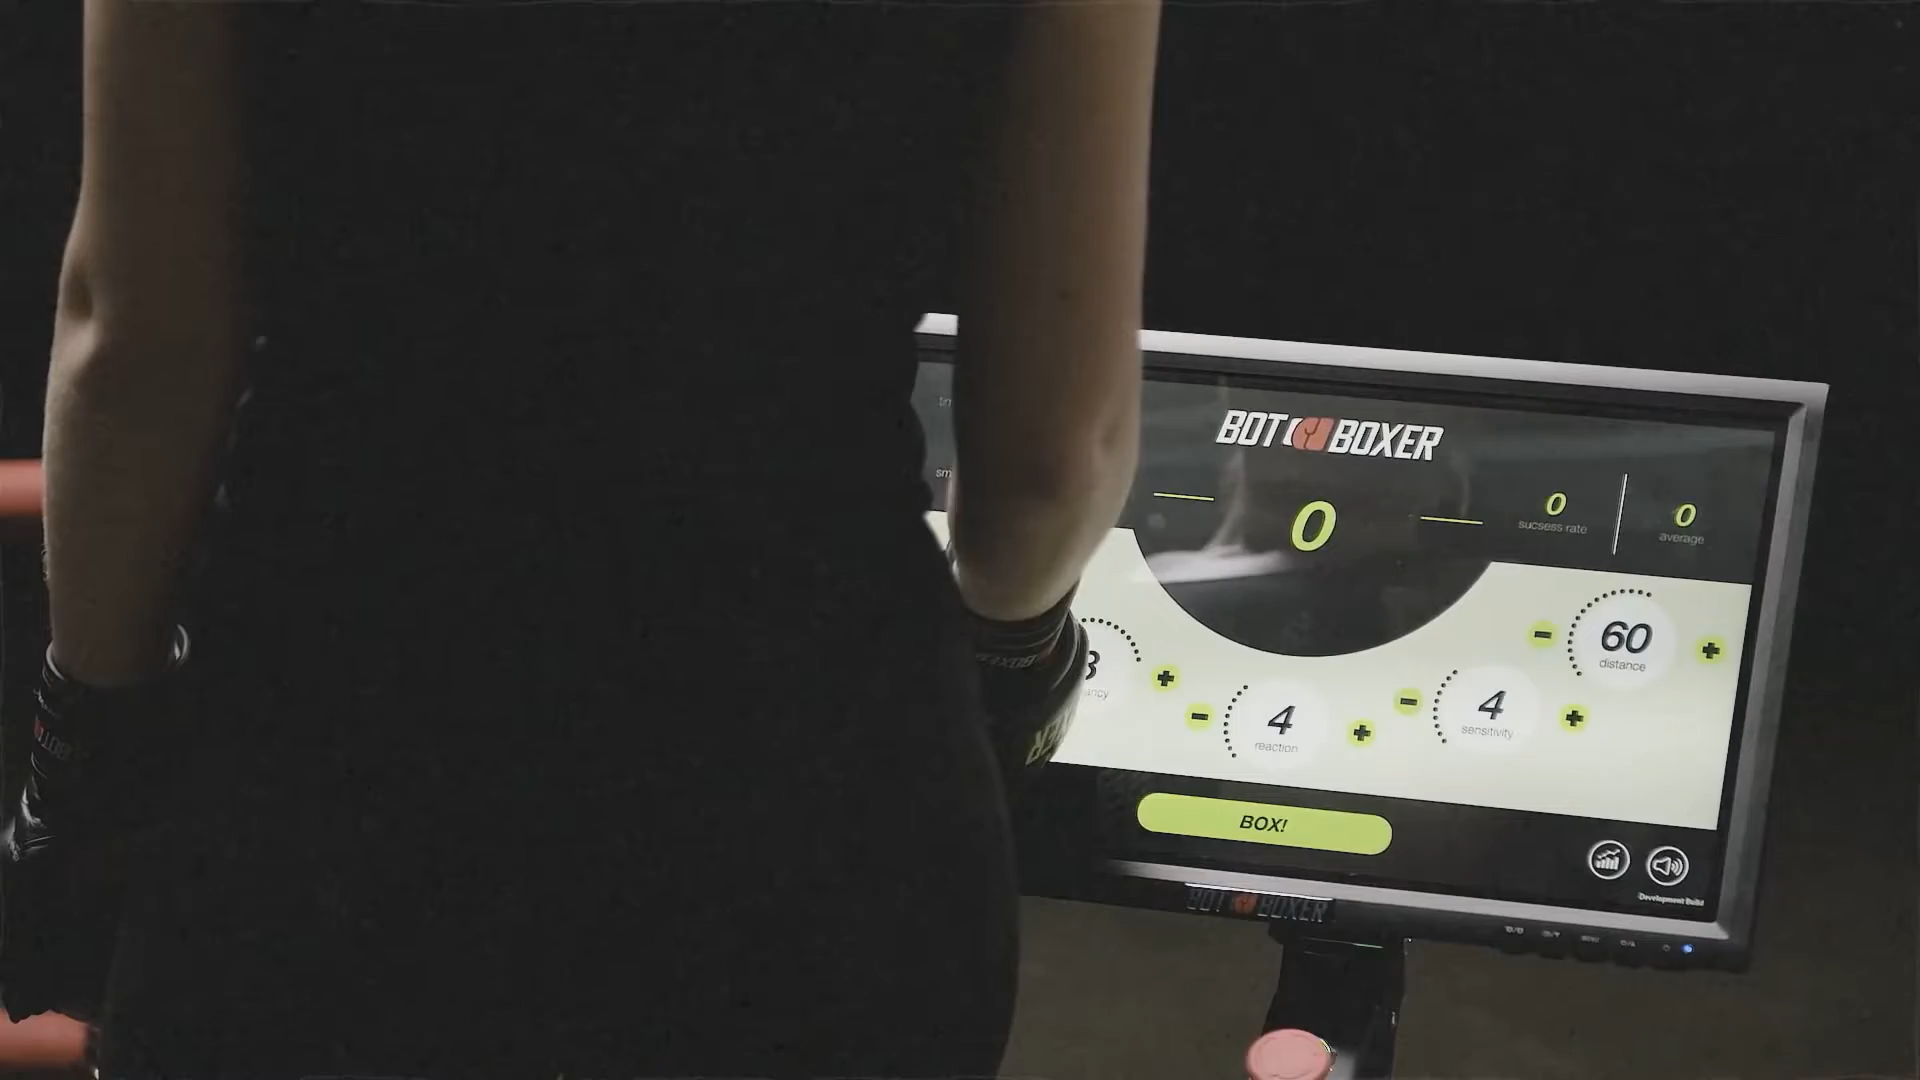 BOT BOXER
0
0
sucsess rate
0
average
60
distance
4
reaction
4
sensitivity
BOX!
Development Build
BOT BOXER